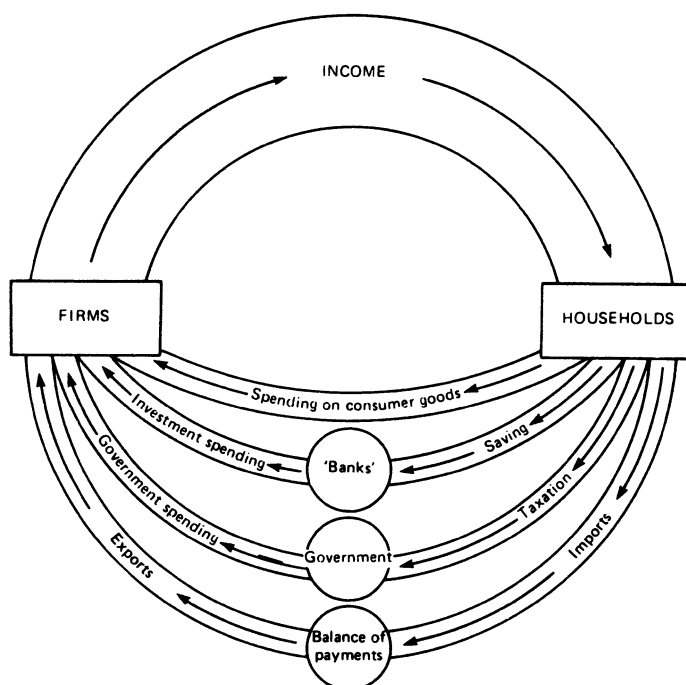 INCOME
FIRMS
HOUSEHOLDS
Spending on consumer goods
Investment spending
'Banks'
Saving
Government spending
Government
Taxation
Exports
Balance of
payments
Imports